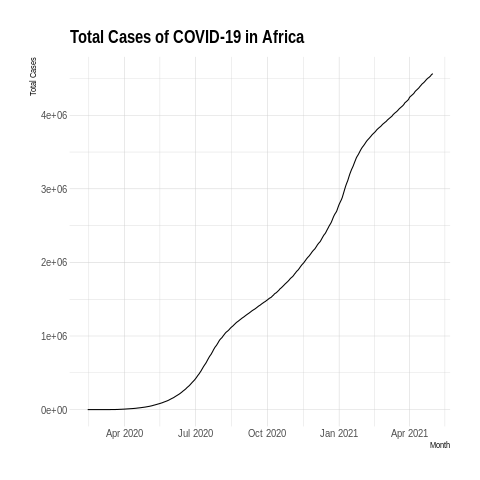 Total Cases of COVID-19 in Africa
Total Cases
4e+06
3e+06
2e+06
1e+06
0e+00
Apr 2020 Jul 2020 Oct 2020 Jan 2021 Apr 2021
Month